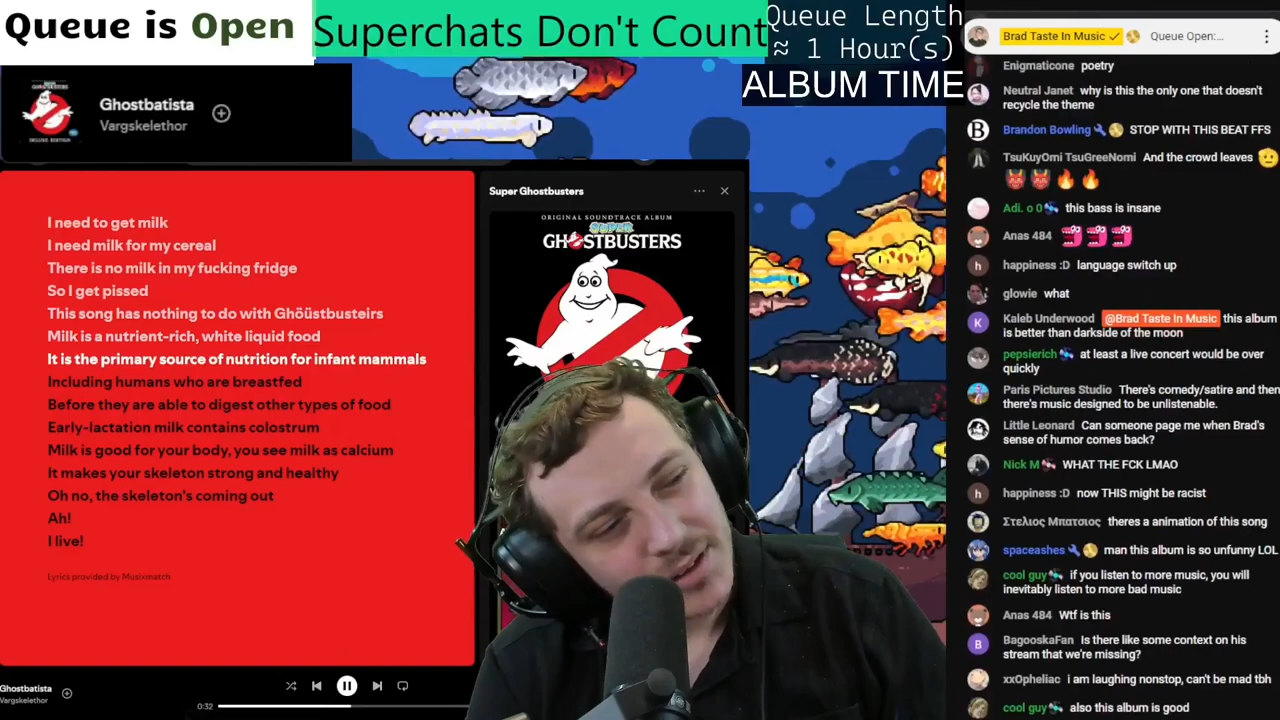 Queue is Open
Superchats Don't Count
Queue Length
≈ 1 Hour(s)
ALBUM TIME
Ghostbatista
Vargskelethor
I need to get milk
I need milk for my cereal
There is no milk in my fucking fridge
So I get pissed
This song has nothing to do with Ghöüstbusteirs
Milk is a nutrient-rich, white liquid food
It is the primary source of nutrition for infant mammals
Including humans who are breastfed
Before they are able to digest other types of food
Early-lactation milk contains colostrum
Milk is good for your body, you see milk as calcium
It makes your skeleton strong and healthy
Oh no, the skeleton's coming out
Ah!
I live!
Lyrics provided by Musixmatch
Ghostbatista
Vargskelethor
0:32
Super Ghostbusters
ORIGINAL SOUNDTRACK ALBUM
SUPER
GHOSTBUSTERS
Brad Taste In Music Queue Open:...
Enigmaticone poetry
Neutral Janet why is this the only one that doesn't
recycle the theme
Brandon Bowling STOP WITH THIS BEAT FFS
TsuKuyOmi TsuGreeNomi And the crowd leaves
Adi. o 0 this bass is insane
Anas 484
happiness :D language switch up
glowie what
Kaleb Underwood @Brad Taste In Music this album
is better than darkside of the moon
pepsierich at least a live concert would be over
quickly
Paris Pictures Studio There's comedy/satire and then
there's music designed to be unlistenable.
Little Leonard Can someone page me when Brad's
sense of humor comes back?
Nick M WHAT THE FCK LMAO
happiness :D now THIS might be racist
Στελιος Μπατσιος theres a animation of this song
spaceashes man this album is so unfunny LOL
cool guy if you listen to more music, you will
inevitably listen to more bad music
Anas 484 Wtf is this
BagooskaFan Is there like some context on his
stream that we're missing?
xxOpheliac i am laughing nonstop, can't be mad tbh
cool guy also this album is good